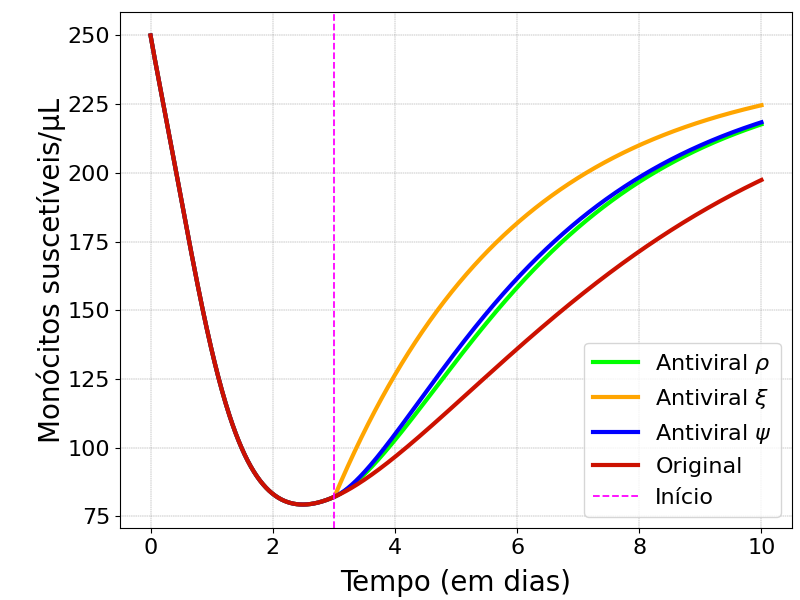 250
225
200
175
150
125
100
75
Monócitos suscetíveis/μL
0 2 4 6 8 10
Tempo (em dias)
Antiviral ρ
Antiviral ξ
Antiviral ψ
Original
Início